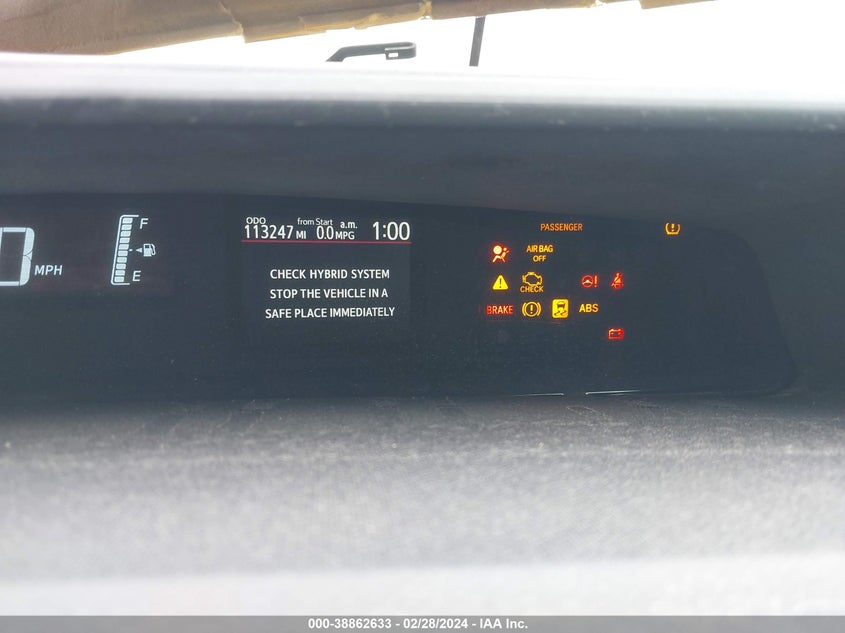 ODO
from Start
a.m.
113247 MI
0.0 MPG
1:00
F
E
0 MPH
CHECK HYBRID SYSTEM
STOP THE VEHICLE IN A
SAFE PLACE IMMEDIATELY
PASSENGER
AIR BAG
OFF
CHECK
BRAKE
ABS
000-38862633 - 02/28/2024 - IAA Inc.